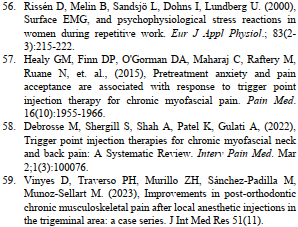 56. Rissén D, Melin B, Sandsjö L, Dohns I, Lundberg U. (2000),
Surface EMG, and psychophysiological stress reactions in
women during repetitive work. Eur J Appl Physiol.; 83(2-
3):215-222.
57. Healy GM, Finn DP, O'Gorman DA, Maharaj C, Raftery M,
Ruane N, et. al., (2015), Pretreatment anxiety and pain
acceptance are associated with response to trigger point
injection therapy for chronic myofascial pain. Pain Med.
16(10):1955-1966.
58. Debrosse M, Shergill S, Shah A, Patel K, Gulati A, (2022),
Trigger point injection therapies for chronic myofascial neck
and back pain: A Systematic Review. Interv Pain Med. Mar
2;1(3):100076.
59. Vinyes D, Traverso PH, Murillo ZH, Sánchez-Padilla M,
Munoz-Sellart M. (2023), Improvements in post-orthodontic
chronic musculoskeletal pain after local anesthetic injections in
the trigeminal area: a case series. J Int Med Res 51(11).